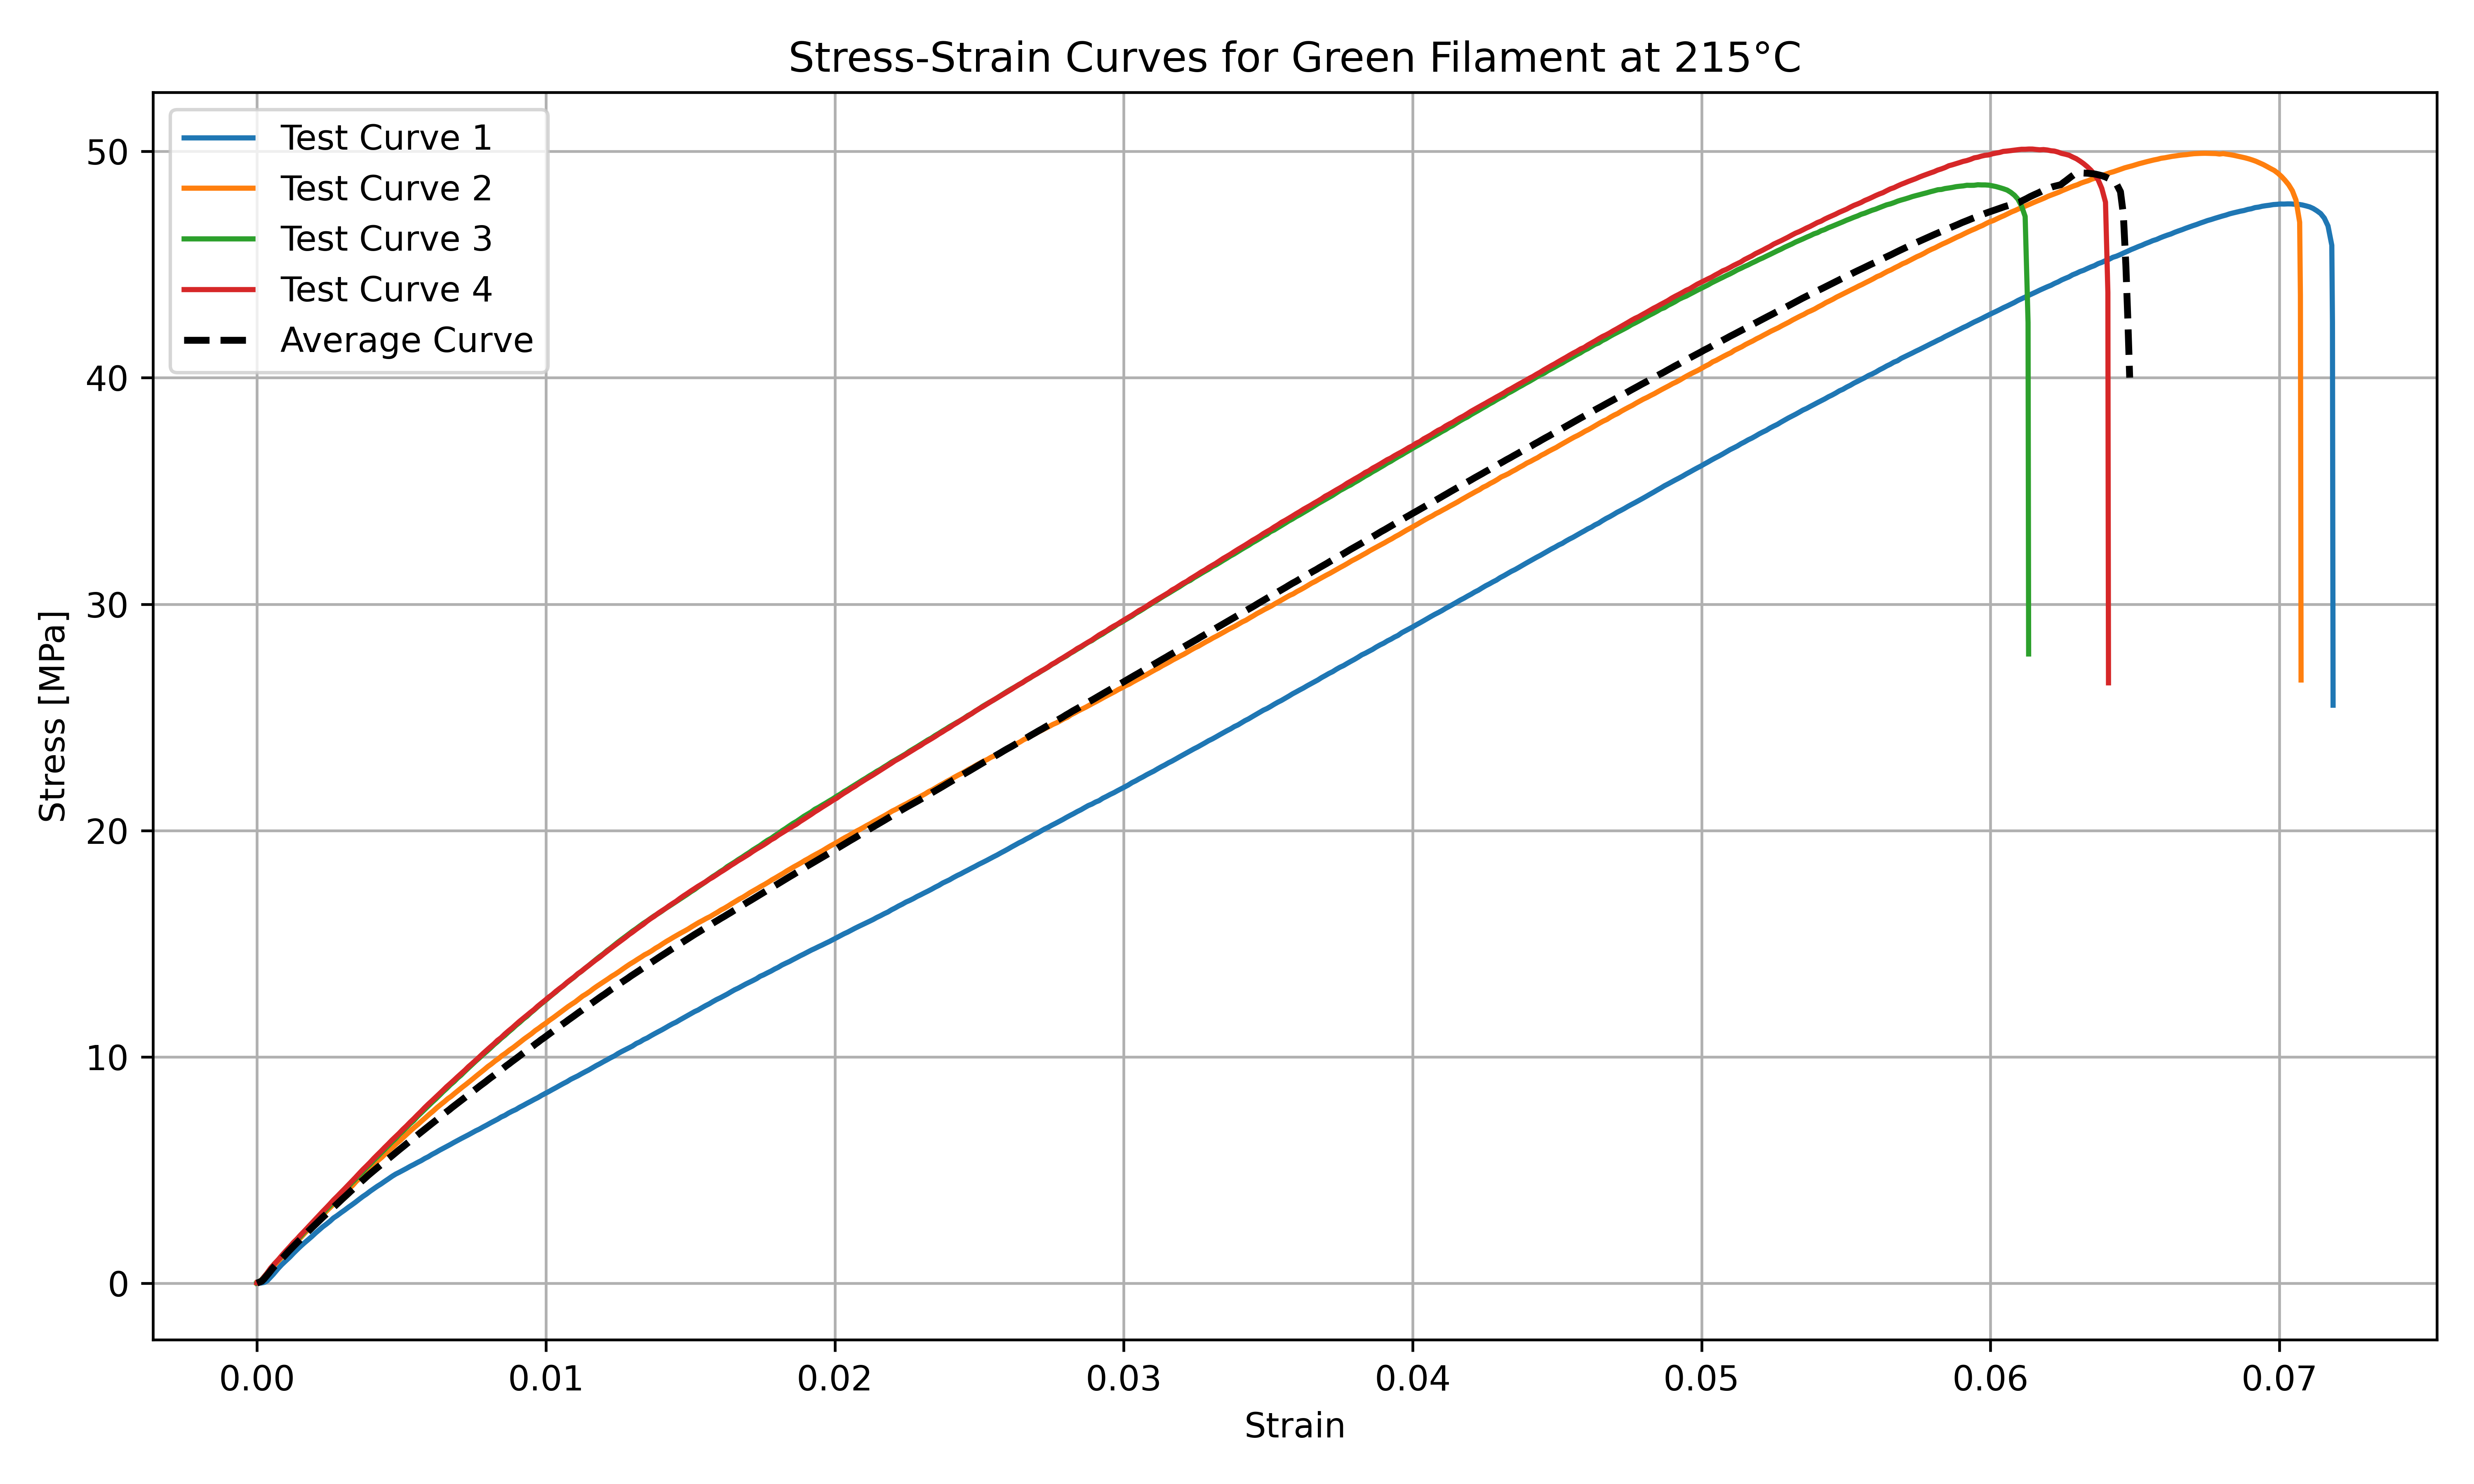 Stress-Strain Curves for Green Filament at 215°C
Test Curve 1
Test Curve 2
Test Curve 3
Test Curve 4
Average Curve
Stress [MPa]
50
40
30
20
10
0
0.00 0.01 0.02 0.03 0.04 0.05 0.06 0.07
Strain